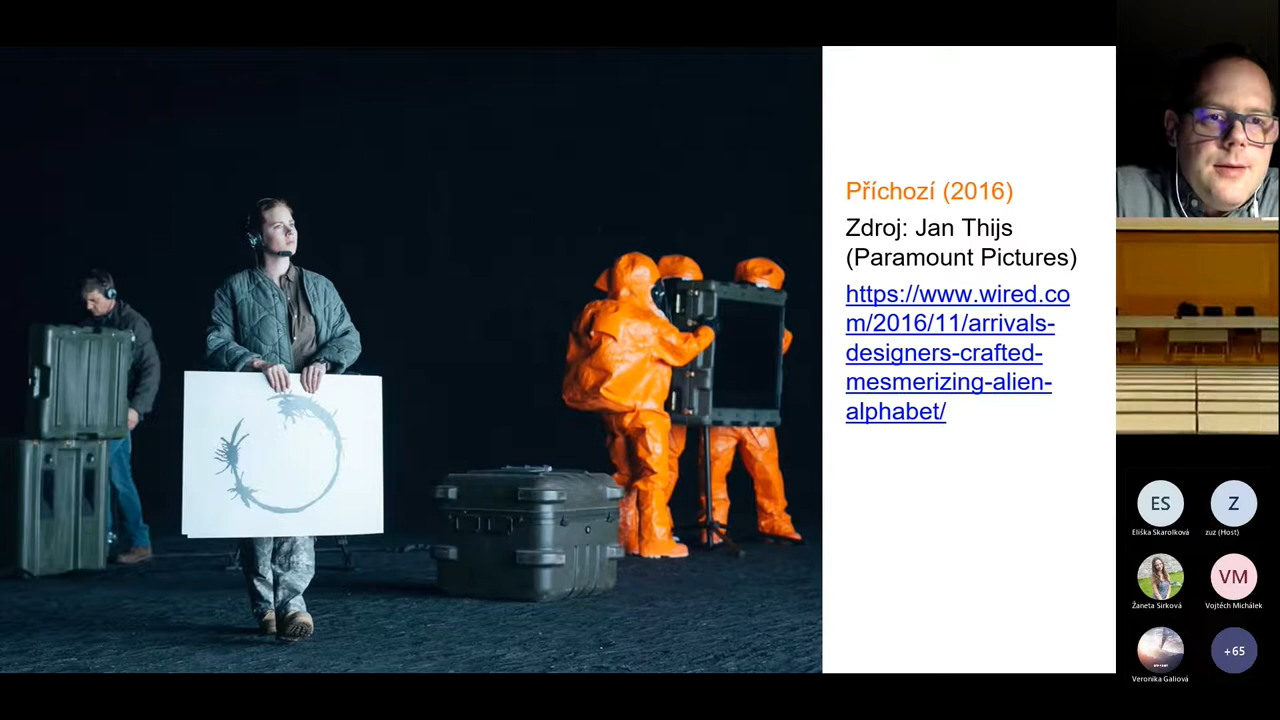 Příchozí (2016)
Zdroj: Jan Thijs
(Paramount Pictures)
https://www.wired.co
m/2016/11/arrivals-
designers-crafted-
mesmerizing-alien-
alphabet/
ES
Eliška Skarolková
Z
zuz (Host)
Žaneta Sirková
VM
Vojtěch Michálek
Veronika Galiová
+65